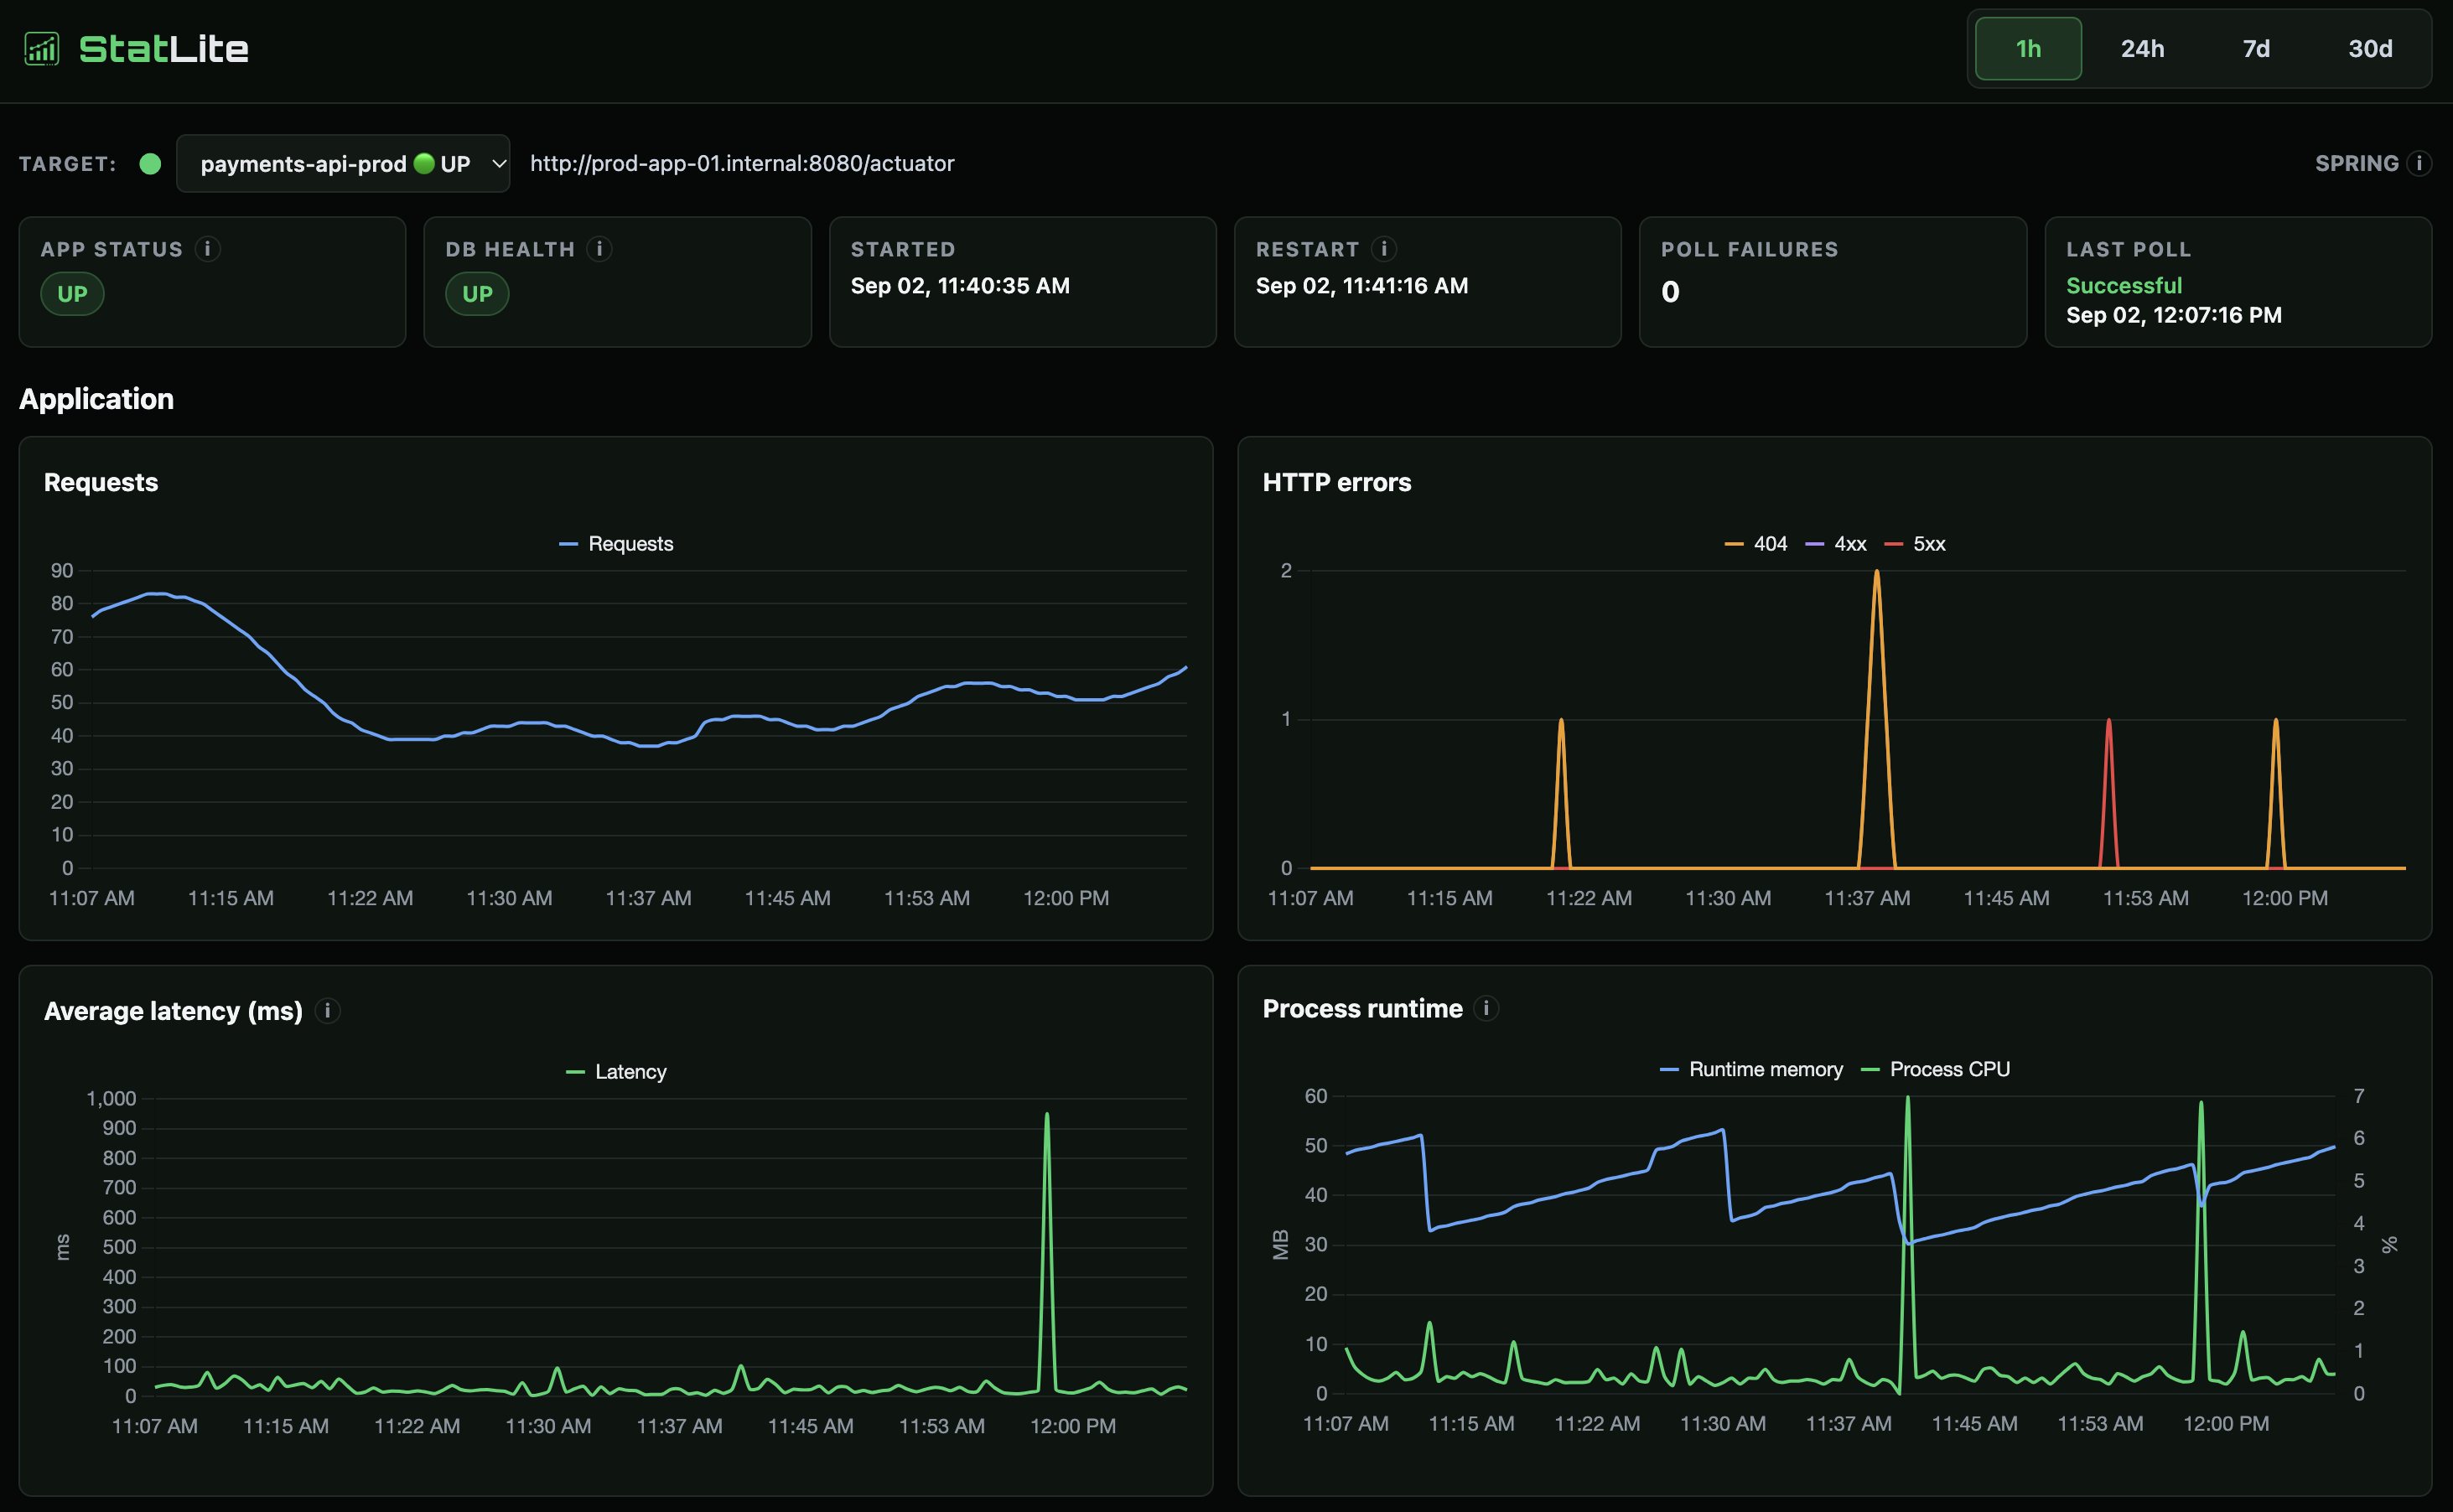 StatLite
1h 24h 7d 30d
TARGET: payments-api-prod UP http://prod-app-01.internal:8080/actuator SPRING i
APP STATUS i
UP
DB HEALTH i
UP
STARTED
Sep 02, 11:40:35 AM
RESTART i
Sep 02, 11:41:16 AM
POLL FAILURES
0
LAST POLL
Successful
Sep 02, 12:07:16 PM
Application
Requests
Requests
90
80
70
60
50
40
30
20
10
0
11:07 AM 11:15 AM 11:22 AM 11:30 AM 11:37 AM 11:45 AM 11:53 AM 12:00 PM
HTTP errors
404 4xx 5xx
2
1
0
11:07 AM 11:15 AM 11:22 AM 11:30 AM 11:37 AM 11:45 AM 11:53 AM 12:00 PM
Average latency (ms) i
Latency
1,000
900
800
700
600
500
400
300
200
100
0
ms
11:07 AM 11:15 AM 11:22 AM 11:30 AM 11:37 AM 11:45 AM 11:53 AM 12:00 PM
Process runtime i
Runtime memory Process CPU
60
50
40
30
20
10
0
MB
7
6
5
4
3
2
1
0
%
11:07 AM 11:15 AM 11:22 AM 11:30 AM 11:37 AM 11:45 AM 11:53 AM 12:00 PM